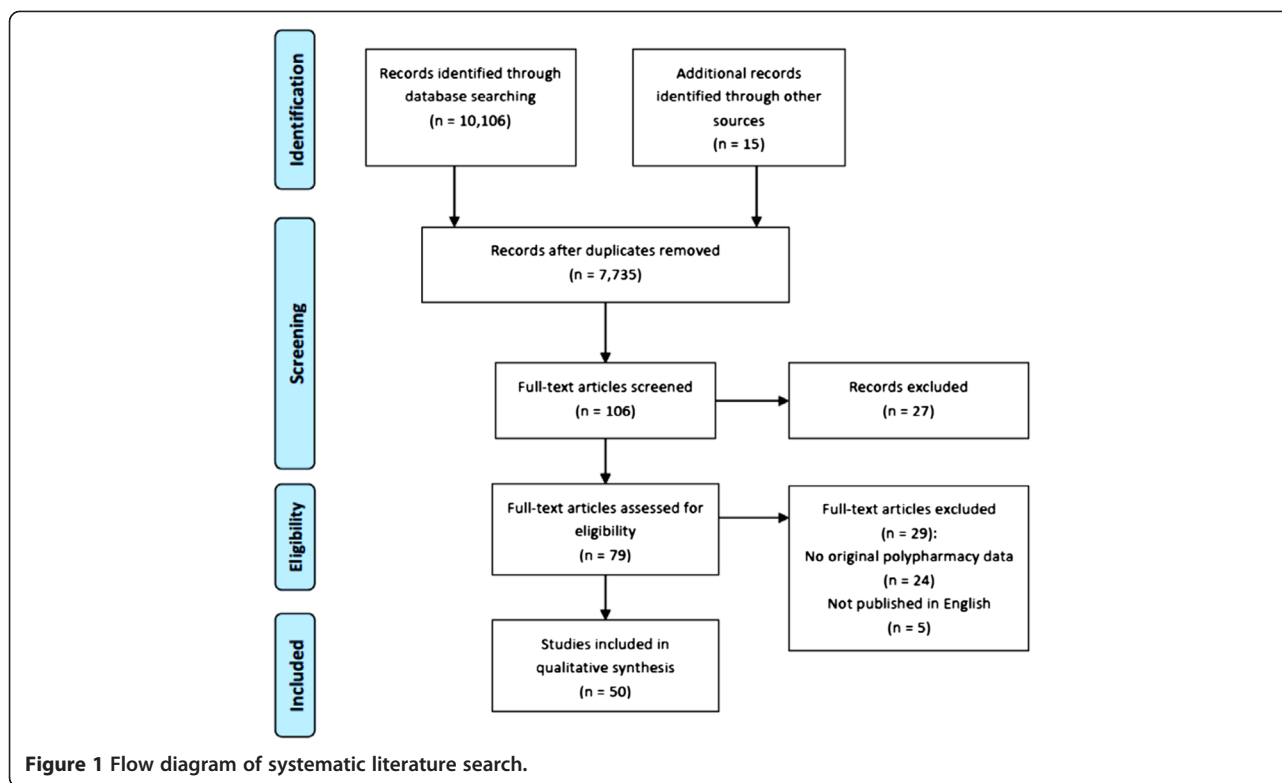 Identification
Records identified through
database searching
(n = 10,106)
Additional records
identified through other
sources
(n = 15)
Screening
Records after duplicates removed
(n = 7,735)
Full-text articles screened
(n = 106)
Records excluded
(n = 27)
Eligibility
Full-text articles assessed for
eligibility
(n = 79)
Full-text articles excluded
(n = 29):
No original polypharmacy data
(n = 24)
Not published in English
(n = 5)
Included
Studies included in
qualitative synthesis
(n = 50)
Figure 1 Flow diagram of systematic literature search.